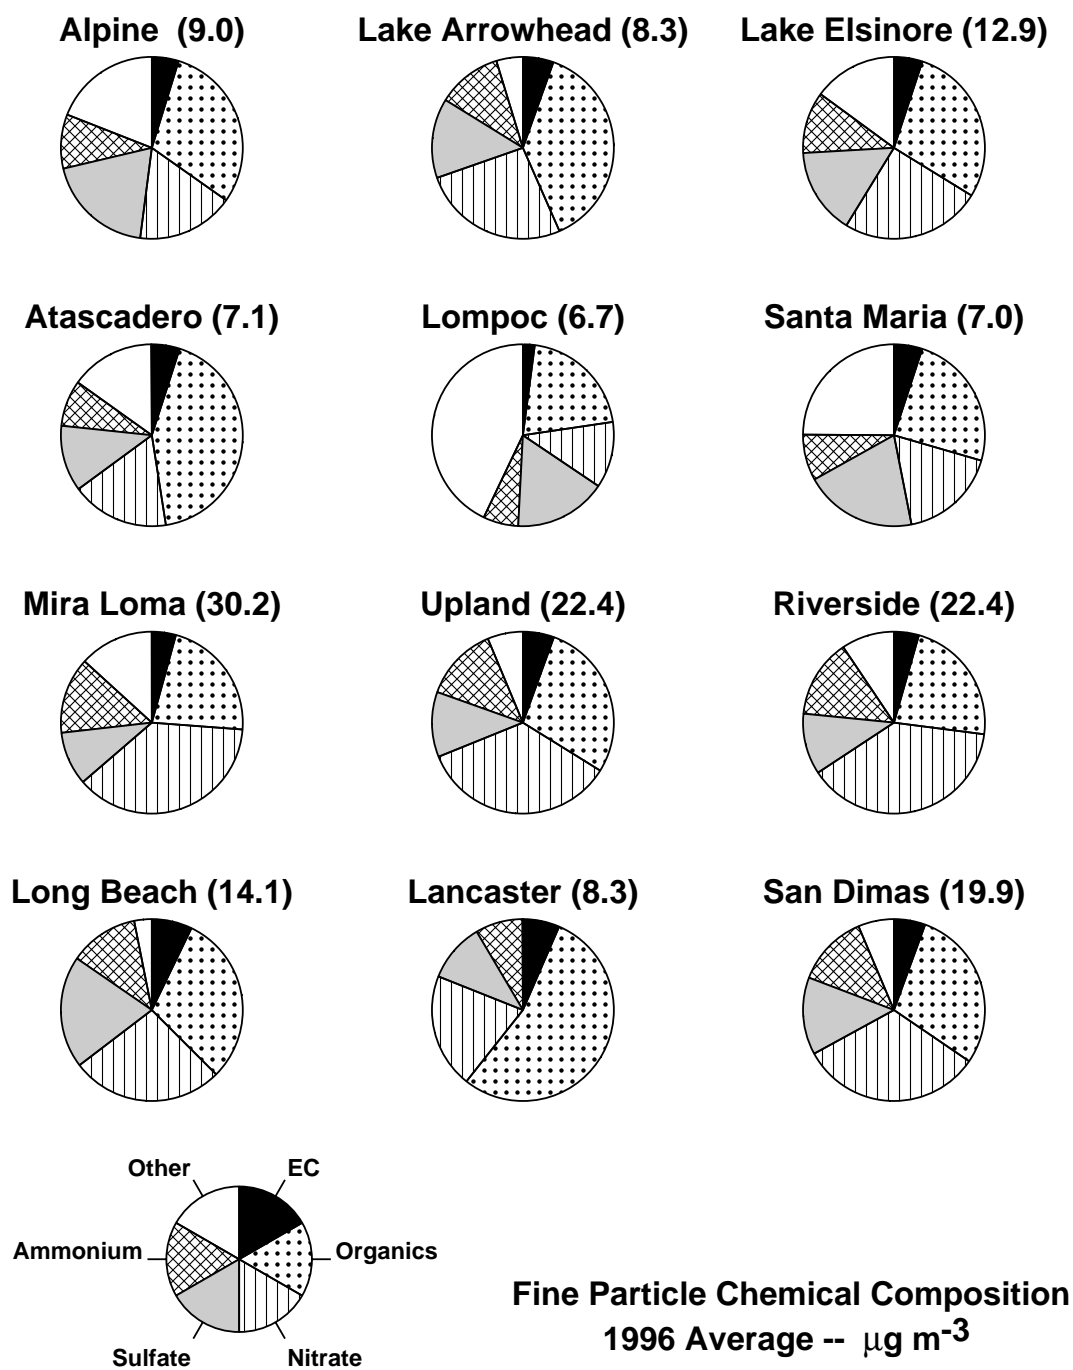 Alpine (9.0)
Lake Arrowhead (8.3)
Lake Elsinore (12.9)
Atascadero (7.1)
Lompoc (6.7)
Santa Maria (7.0)
Mira Loma (30.2)
Upland (22.4)
Riverside (22.4)
Long Beach (14.1)
Lancaster (8.3)
San Dimas (19.9)
Other
EC
Ammonium
Organics
Sulfate
Nitrate
Fine Particle Chemical Composition
1996 Average -- μg m-3